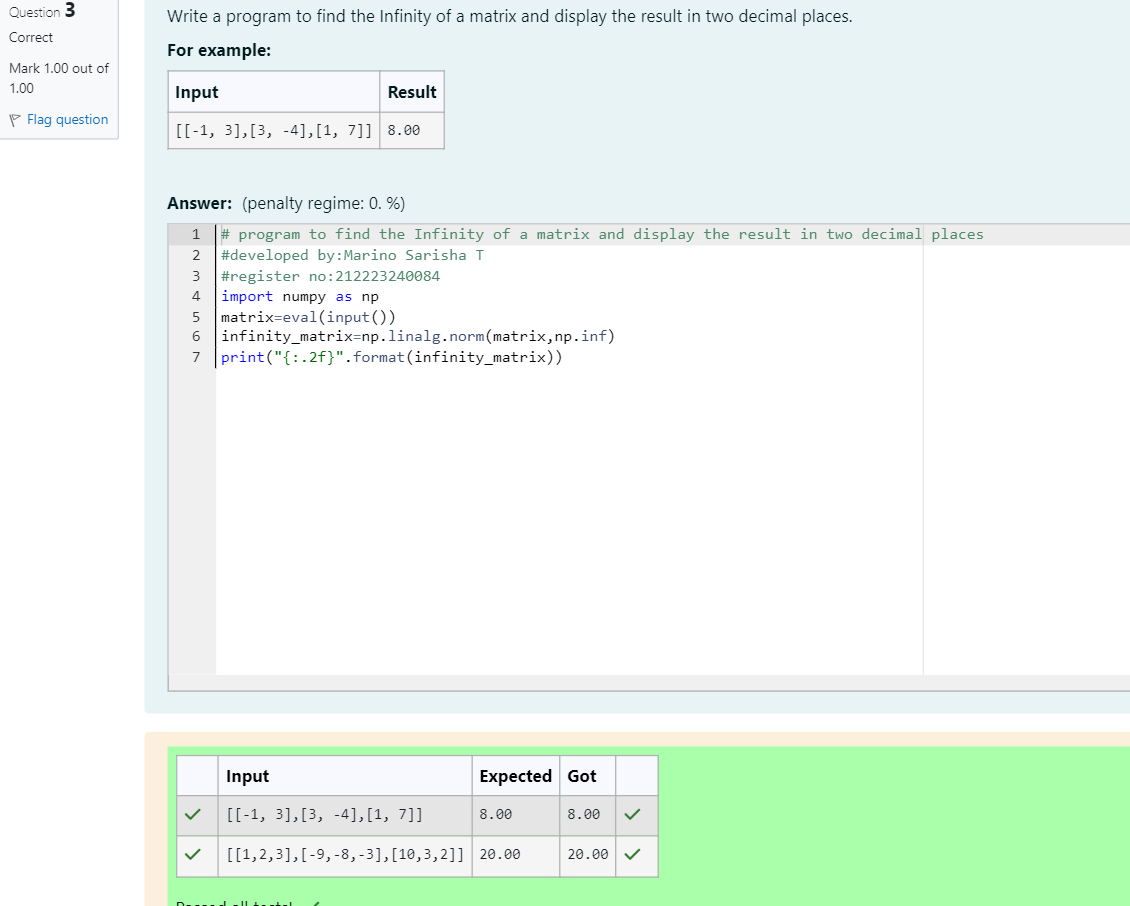 Question 3
Correct
Mark 1.00 out of
1.00
Flag question
Write a program to find the Infinity of a matrix and display the result in two decimal places.
For example:
Input Result
[[-1, 3],[3, -4],[1, 7]] 8.00
Answer: (penalty regime: 0. %)
1 # program to find the Infinity of a matrix and display the result in two decimal places
2 #developed by:Marino Sarisha T
3 #register no:212223240084
4 import numpy as np
5 matrix=eval(input())
6 infinity_matrix=np.linalg.norm(matrix,np.inf)
7 print("{:.2f}".format(infinity_matrix))
Input Expected Got
[[-1, 3],[3, -4],[1, 7]] 8.00 8.00
[[1,2,3],[-9,-8,-3],[10,3,2]] 20.00 20.00
Passed all tests!